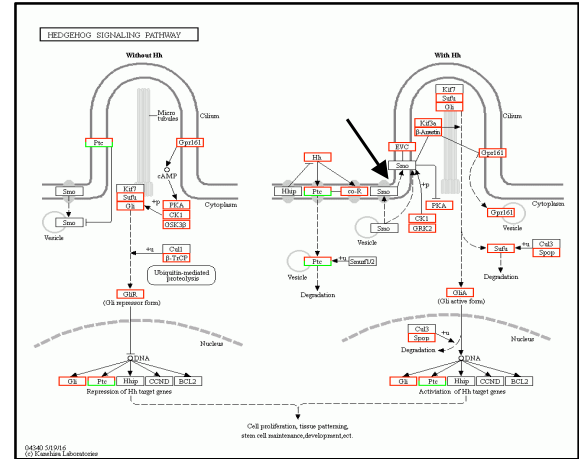 HEDGEHOG SIGNALING PATHWAY
Without Hh
With Hh
Cilium
Micro
tubules
Ptc
Gpr161
cAMP
Smo
Smo
Vesicle
Kif7
Sufu
Gli
+p
PKA
CK1
GSK3β
Cytoplasm
+u
Cul1
β-TrCP
Ubiquitin-mediated
proteolysis
GliR
(Gli repressor form)
Nucleus
DNA
Gli
Ptc
Hhip
CCND
BCL2
Repression of Hh target genes
Kif7
Sufu
Gli
Cilium
Kif3a
β-Arrestin
EVC
Gpr161
Smo
Hh
Hhip
Ptc
co-R
Smo
+p
PKA
Cytoplasm
CK1
GRK2
Smo
Vesicle
Gpr161
Vesicle
Ptc
+u
Smurf1/2
Vesicle
Degradation
Sufu
+u
Cul3
Spop
Degradation
GliA
(Gli active form)
Cul3
Spop
+u
Degradation
Nucleus
DNA
Gli
Ptc
Hhip
CCND
BCL2
Activiation of Hh target genes
Cell proliferation, tissue patterning,
stem cell maintenance,development,ect.
04340 5/19/16
(c) Kanehisa Laboratories